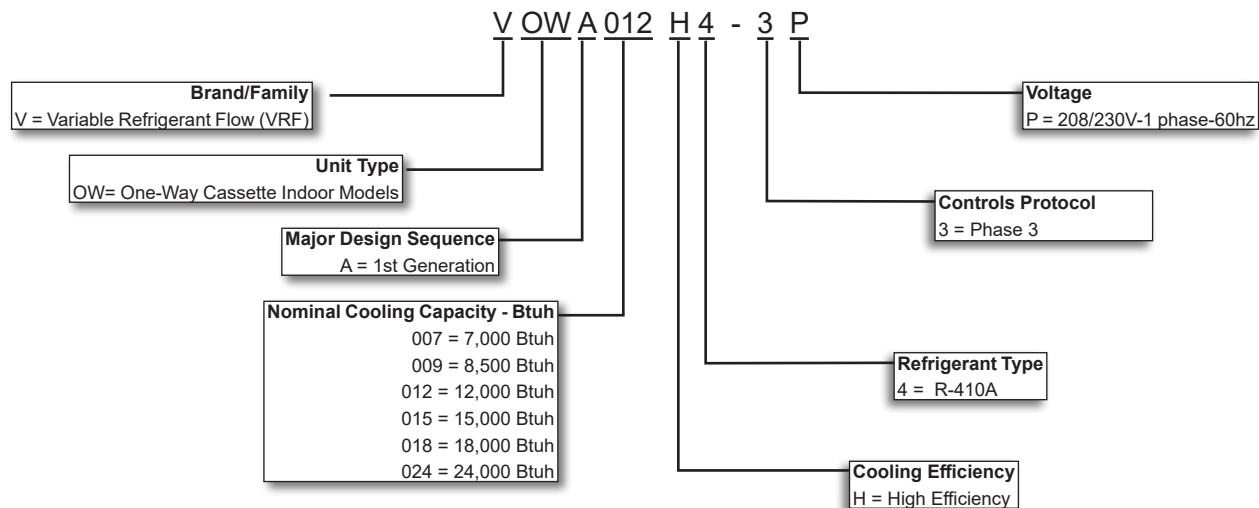 V OW A 012 H 4 - 3 P
Brand/Family
V = Variable Refrigerant Flow (VRF)
Unit Type
OW= One-Way Cassette Indoor Models
Major Design Sequence
A = 1st Generation
Nominal Cooling Capacity - Btuh
007 = 7,000 Btuh
009 = 8,500 Btuh
012 = 12,000 Btuh
015 = 15,000 Btuh
018 = 18,000 Btuh
024 = 24,000 Btuh
Voltage
P = 208/230V-1 phase-60hz
Controls Protocol
3 = Phase 3
Refrigerant Type
4 = R-410A
Cooling Efficiency
H = High Efficiency